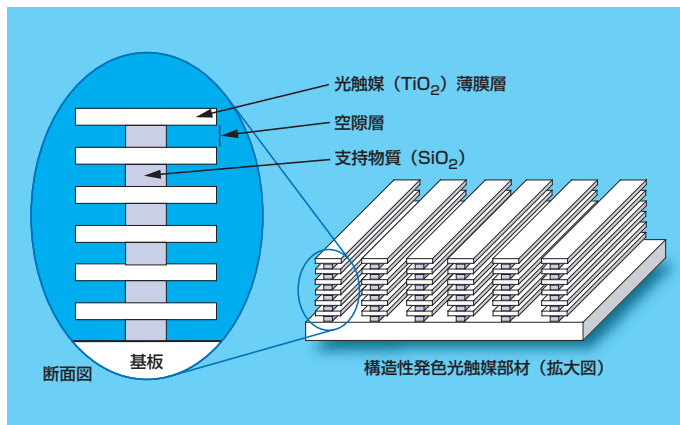 光触媒（TiO₂）薄膜層
空隙層
支持物質（SiO₂）
基板
断面図
構造性発色光触媒部材（拡大図）